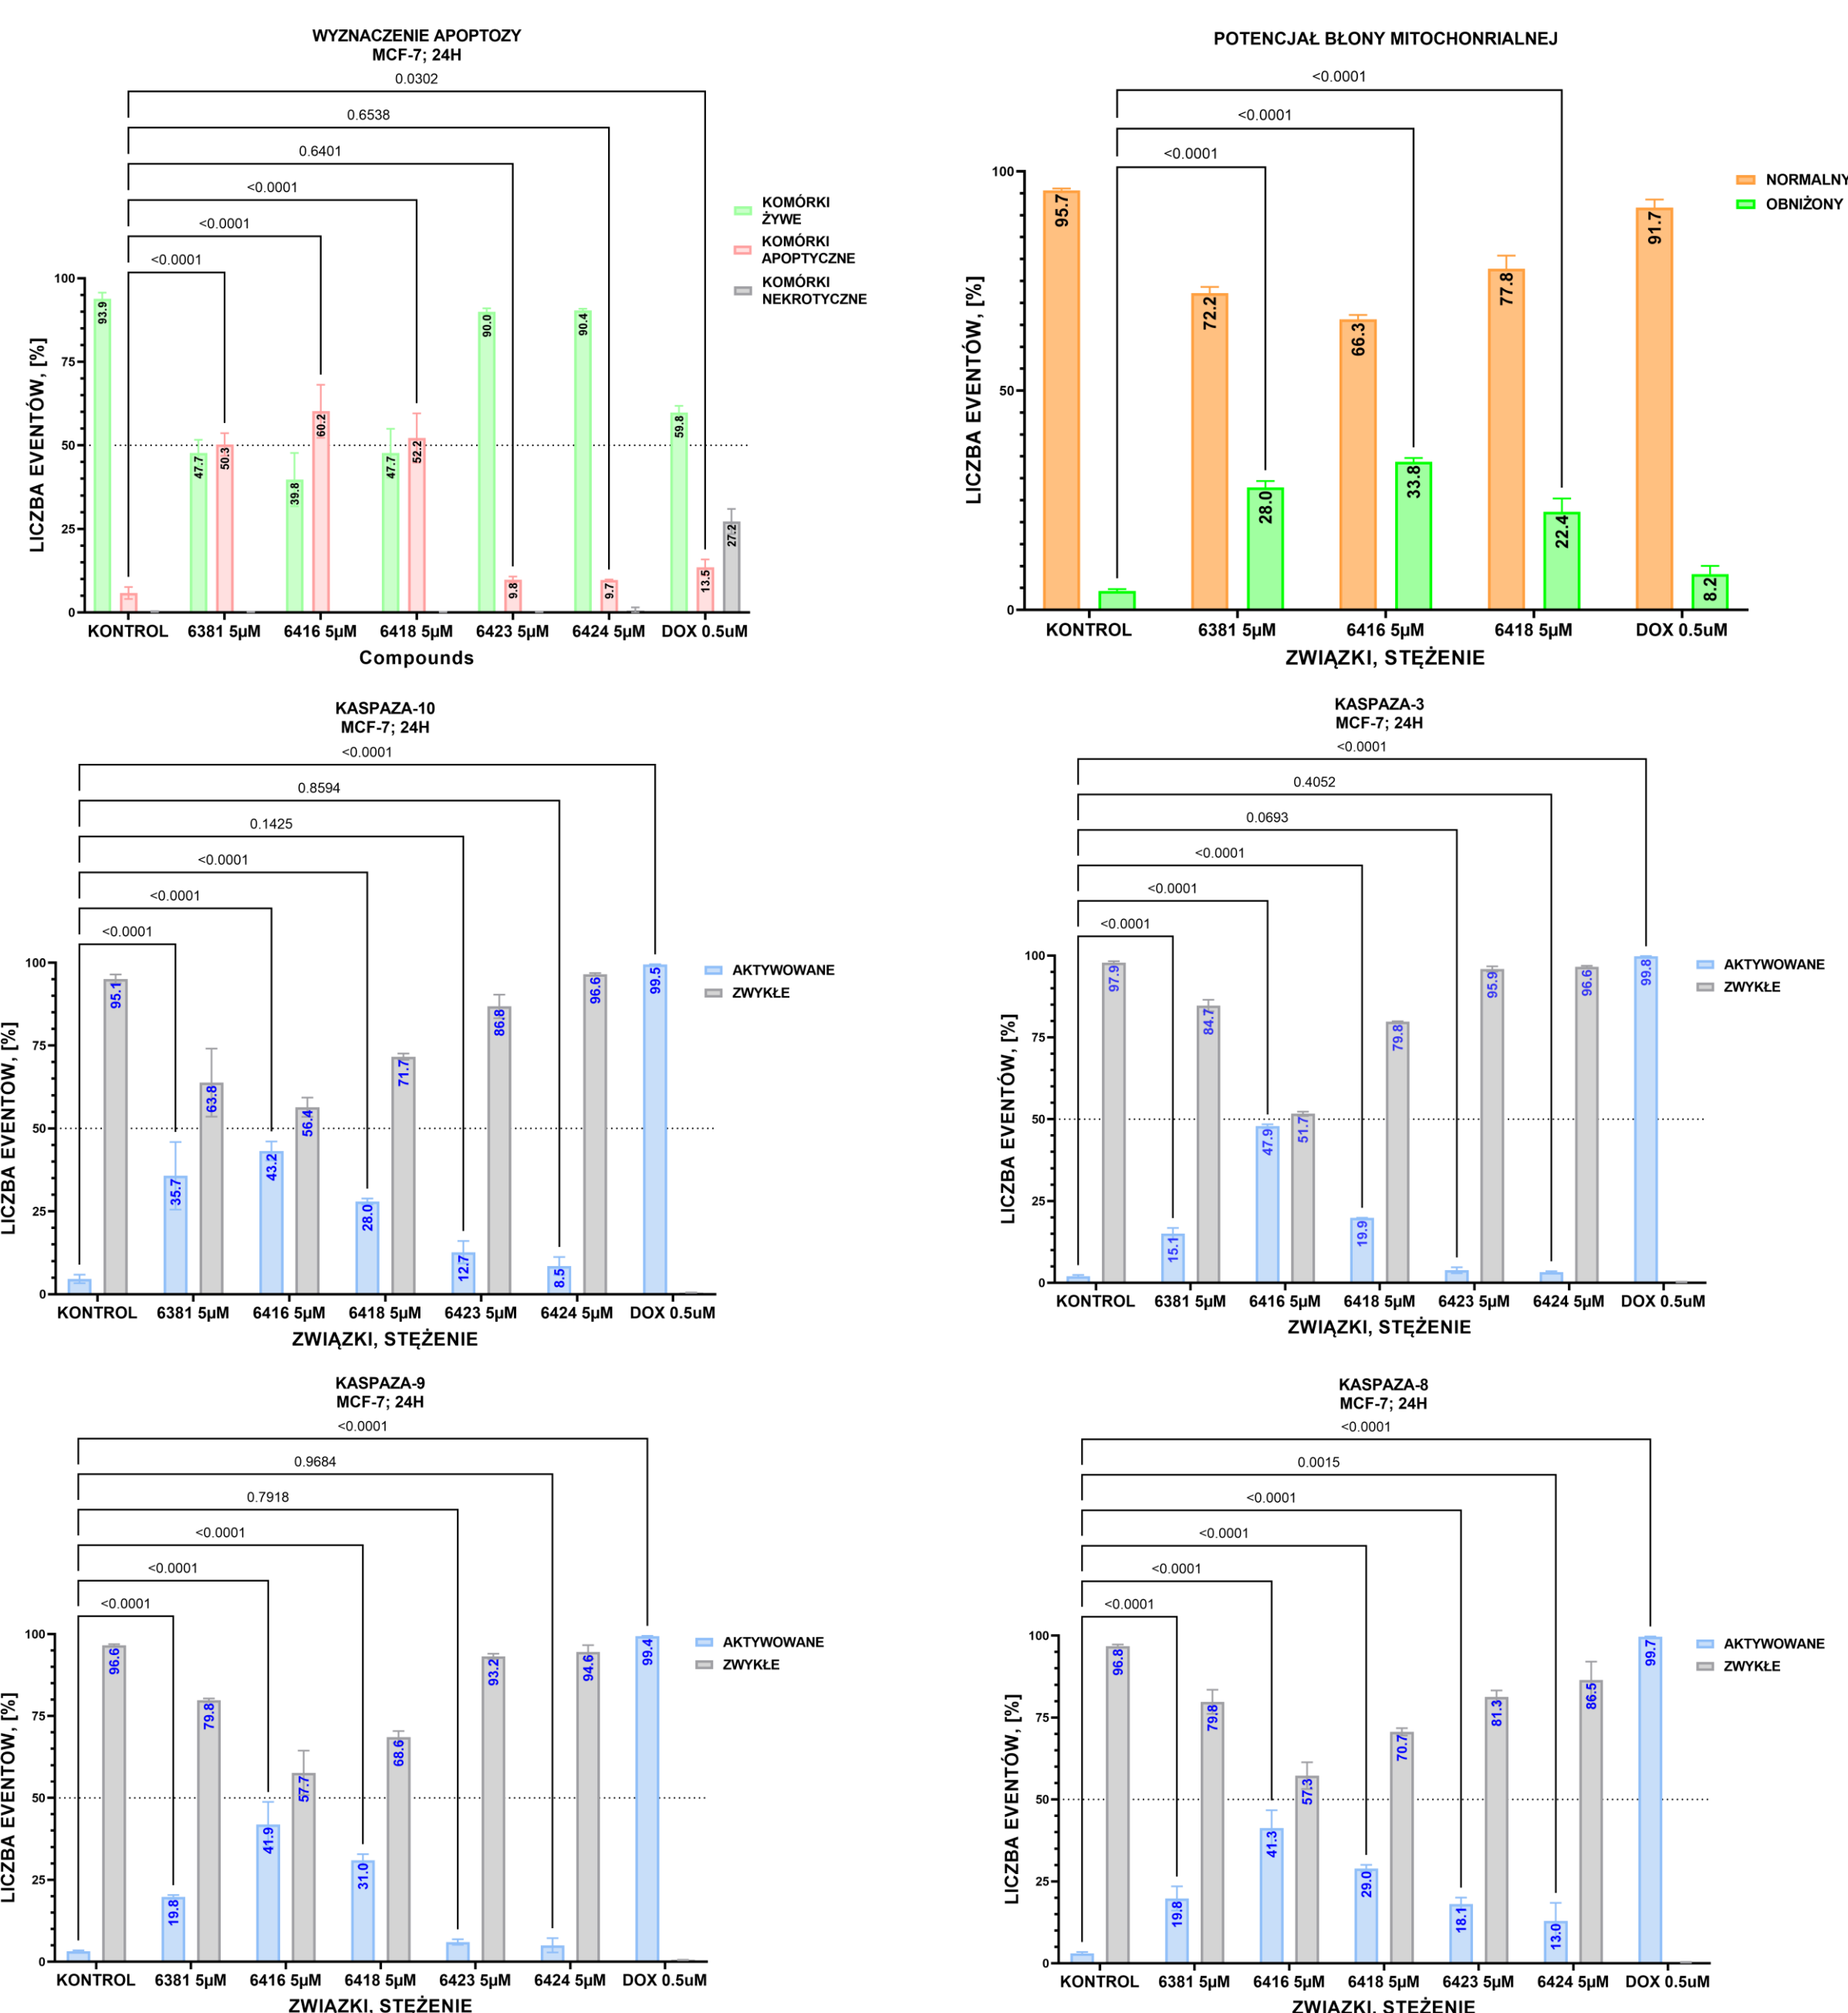 WYZNACZENIE APOPTOZY
MCF-7; 24H
0.0302
0.6538
0.6401
<0.0001
<0.0001
<0.0001
LICZBA EVENTÓW, [%]
100
75
50
25
0
93.9
47.7
50.3
39.8
60.2
47.7
52.2
90.0
9.8
90.4
9.7
59.8
13.5
27.2
KONTROL 6381 5µM 6416 5µM 6418 5µM 6423 5µM 6424 5µM DOX 0.5uM
Compounds
KOMÓRKI
ŻYWE
KOMÓRKI
APOPTYCZNE
KOMÓRKI
NEKROTYCZNE
POTENCJAŁ BŁONY MITOCHONRIALNEJ
<0.0001
<0.0001
<0.0001
LICZBA EVENTÓW, [%]
100
50
0
95.7
72.2
28.0
66.3
33.8
77.8
22.4
91.7
8.2
KONTROL 6381 5µM 6416 5µM 6418 5µM DOX 0.5uM
ZWIĄZKI, STĘŻENIE
NORMALNY
OBNIŻONY
KASPAZA-10
MCF-7; 24H
<0.0001
0.8594
0.1425
<0.0001
<0.0001
<0.0001
LICZBA EVENTÓW, [%]
100
75
50
25
0
95.1
35.7
63.8
43.2
56.4
28.0
71.7
12.7
86.8
8.5
96.6
99.5
KONTROL 6381 5µM 6416 5µM 6418 5µM 6423 5µM 6424 5µM DOX 0.5uM
ZWIĄZKI, STĘŻENIE
AKTYWOWANE
ZWYKŁE
KASPAZA-3
MCF-7; 24H
<0.0001
0.4052
0.0693
<0.0001
<0.0001
<0.0001
LICZBA EVENTÓW, [%]
100
75
50
25
0
97.9
15.1
84.7
47.9
51.7
19.9
79.8
95.9
96.6
99.8
KONTROL 6381 5µM 6416 5µM 6418 5µM 6423 5µM 6424 5µM DOX 0.5uM
ZWIĄZKI, STĘŻENIE
AKTYWOWANE
ZWYKŁE
KASPAZA-9
MCF-7; 24H
<0.0001
0.9684
0.7918
<0.0001
<0.0001
<0.0001
LICZBA EVENTÓW, [%]
100
75
50
25
0
96.6
19.8
79.8
41.9
57.7
31.0
68.6
93.2
94.6
99.4
KONTROL 6381 5µM 6416 5µM 6418 5µM 6423 5µM 6424 5µM DOX 0.5uM
ZWIĄZKI, STĘŻENIE
AKTYWOWANE
ZWYKŁE
KASPAZA-8
MCF-7; 24H
<0.0001
0.0015
<0.0001
<0.0001
<0.0001
<0.0001
LICZBA EVENTÓW, [%]
100
75
50
25
0
96.8
19.8
79.8
41.3
57.3
29.0
70.7
18.1
81.3
13.0
86.5
99.7
KONTROL 6381 5µM 6416 5µM 6418 5µM 6423 5µM 6424 5µM DOX 0.5uM
ZWIĄZKI, STĘŻENIE
AKTYWOWANE
ZWYKŁE